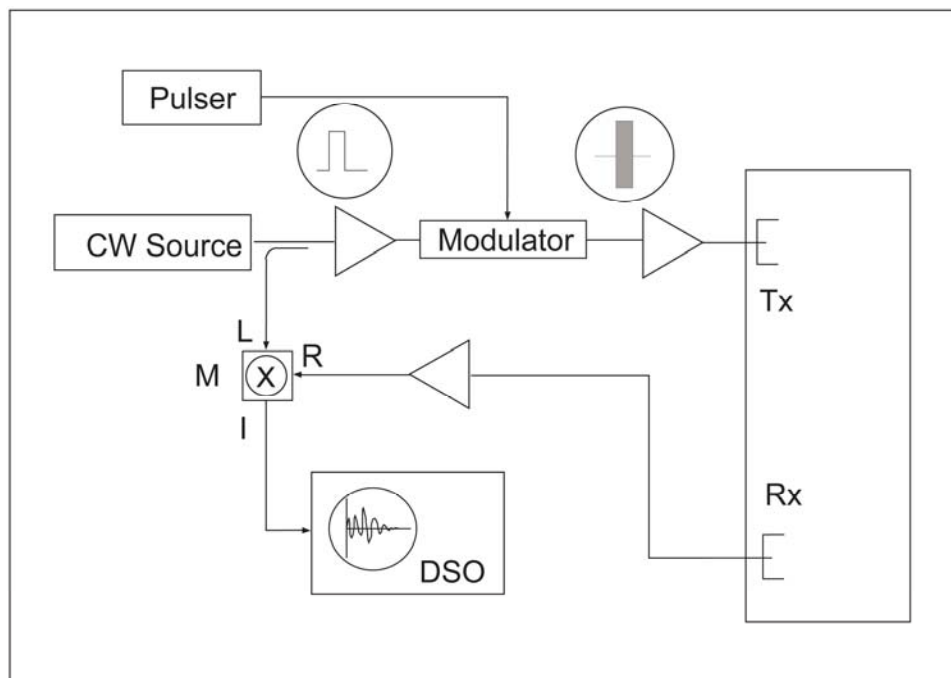 Pulser
CW Source
Modulator
Tx
L
R
M
X
I
Rx
DSO